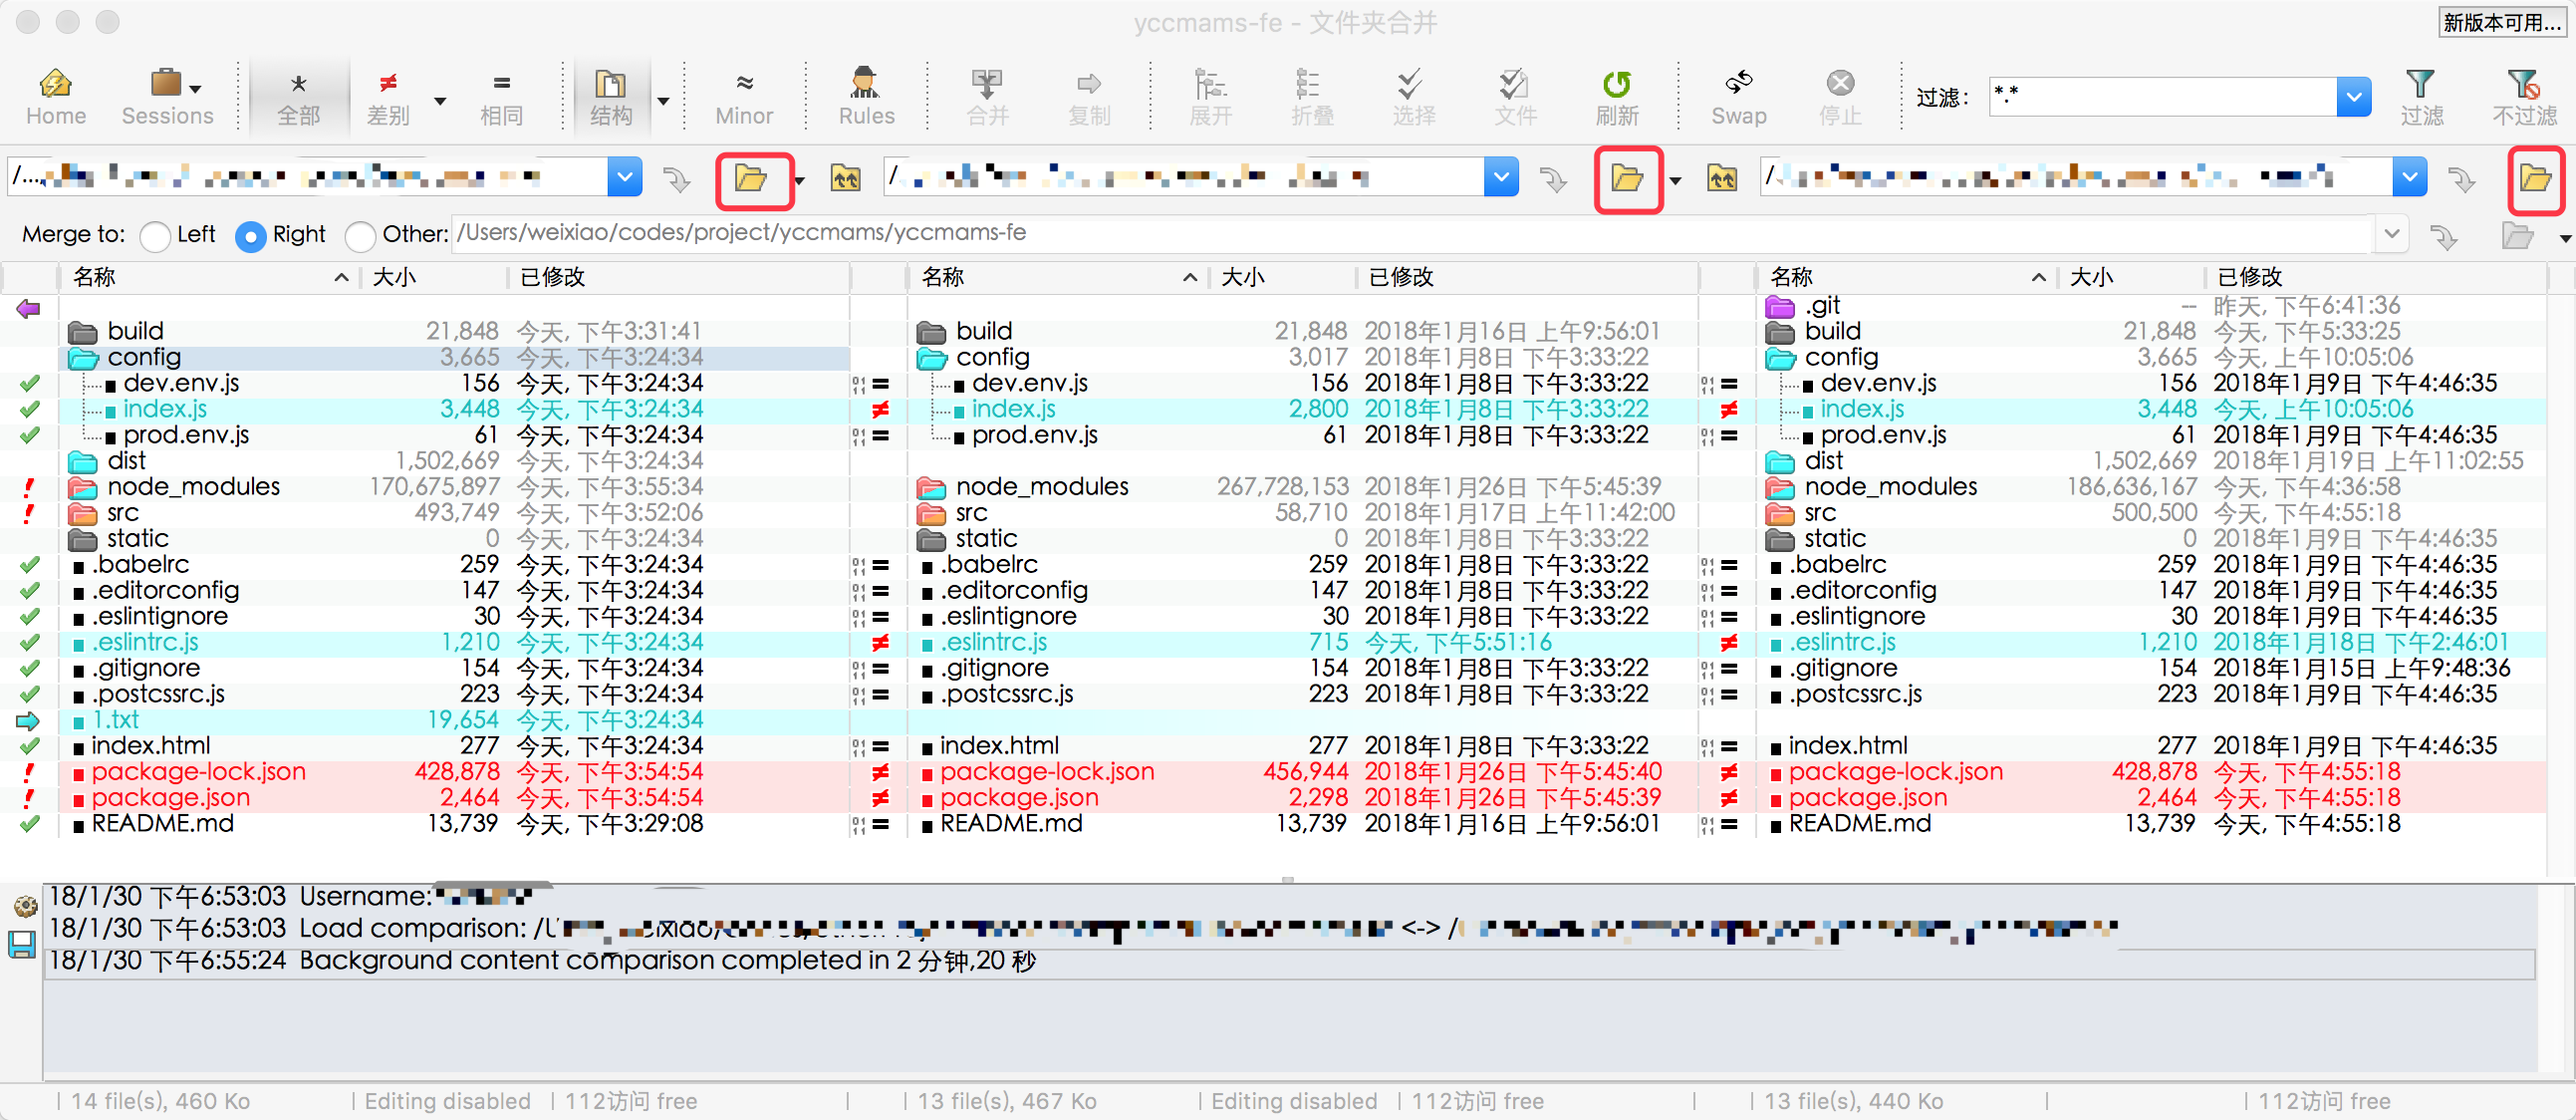 yccmams-fe - 文件夹合并
新版本可用...
Home Sessions 全部 差别 相同 结构 Minor Rules 合并 复制 展开 折叠 选择 文件 刷新 Swap 停止 过滤: *.* 过滤 不过滤
/... / /
Merge to: Left Right Other: /Users/weixiao/codes/project/yccmams/yccmams-fe
名称 大小 已修改 名称 大小 已修改 名称 大小 已修改
.git -- 昨天, 下午6:41:36
build 21,848 今天, 下午3:31:41 build 21,848 2018年1月16日 上午9:56:01 build 21,848 今天, 下午5:33:25
config 3,665 今天, 下午3:24:34 config 3,017 2018年1月8日 下午3:33:22 config 3,665 今天, 上午10:05:06
dev.env.js 156 今天, 下午3:24:34 = dev.env.js 156 2018年1月8日 下午3:33:22 = dev.env.js 156 2018年1月9日 下午4:46:35
index.js 3,448 今天, 下午3:24:34 ≠ index.js 2,800 2018年1月8日 下午3:33:22 ≠ index.js 3,448 今天, 上午10:05:06
prod.env.js 61 今天, 下午3:24:34 = prod.env.js 61 2018年1月8日 下午3:33:22 = prod.env.js 61 2018年1月9日 下午4:46:35
dist 1,502,669 今天, 下午3:24:34 dist 1,502,669 2018年1月19日 上午11:02:55
node_modules 170,675,897 今天, 下午3:55:34 node_modules 267,728,153 2018年1月26日 下午5:45:39 node_modules 186,636,167 今天, 下午4:36:58
src 493,749 今天, 下午3:52:06 src 58,710 2018年1月17日 上午11:42:00 src 500,500 今天, 下午4:55:18
static 0 今天, 下午3:24:34 static 0 2018年1月8日 下午3:33:22 static 0 2018年1月9日 下午4:46:35
.babelrc 259 今天, 下午3:24:34 = .babelrc 259 2018年1月8日 下午3:33:22 = .babelrc 259 2018年1月9日 下午4:46:35
.editorconfig 147 今天, 下午3:24:34 = .editorconfig 147 2018年1月8日 下午3:33:22 = .editorconfig 147 2018年1月9日 下午4:46:35
.eslintignore 30 今天, 下午3:24:34 = .eslintignore 30 2018年1月8日 下午3:33:22 = .eslintignore 30 2018年1月9日 下午4:46:35
.eslintrc.js 1,210 今天, 下午3:24:34 ≠ .eslintrc.js 715 今天, 下午5:51:16 ≠ .eslintrc.js 1,210 2018年1月18日 下午2:46:01
.gitignore 154 今天, 下午3:24:34 = .gitignore 154 2018年1月8日 下午3:33:22 = .gitignore 154 2018年1月15日 上午9:48:36
.postcssrc.js 223 今天, 下午3:24:34 = .postcssrc.js 223 2018年1月8日 下午3:33:22 = .postcssrc.js 223 2018年1月9日 下午4:46:35
1.txt 19,654 今天, 下午3:24:34
index.html 277 今天, 下午3:24:34 = index.html 277 2018年1月8日 下午3:33:22 = index.html 277 2018年1月9日 下午4:46:35
package-lock.json 428,878 今天, 下午3:54:54 ≠ package-lock.json 456,944 2018年1月26日 下午5:45:40 ≠ package-lock.json 428,878 今天, 下午4:55:18
package.json 2,464 今天, 下午3:54:54 ≠ package.json 2,298 2018年1月26日 下午5:45:39 ≠ package.json 2,464 今天, 下午4:55:18
README.md 13,739 今天, 下午3:29:08 = README.md 13,739 2018年1月16日 上午9:56:01 = README.md 13,739 今天, 下午4:55:18
18/1/30 下午6:53:03 Username:
18/1/30 下午6:53:03 Load comparison: /U <-> /
18/1/30 下午6:55:24 Background content comparison completed in 2 分钟,20 秒
14 file(s), 460 Ko Editing disabled 112访问 free 13 file(s), 467 Ko Editing disabled 112访问 free 13 file(s), 440 Ko 112访问 free